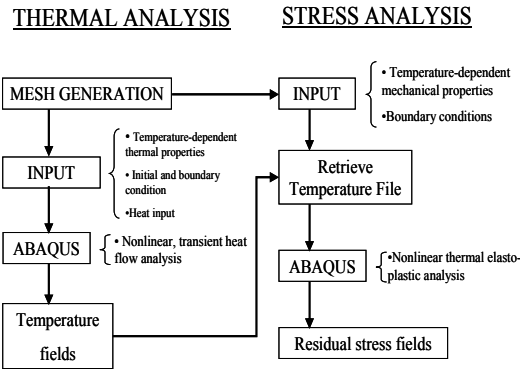 THERMAL ANALYSIS
MESH GENERATION
INPUT
• Temperature-dependent
thermal properties
• Initial and boundary
condition
•Heat input
ABAQUS
• Nonlinear, transient heat
flow analysis
Temperature
fields
STRESS ANALYSIS
INPUT
• Temperature-dependent
mechanical properties
•Boundary conditions
Retrieve
Temperature File
ABAQUS
•Nonlinear thermal elasto-
plastic analysis
Residual stress fields